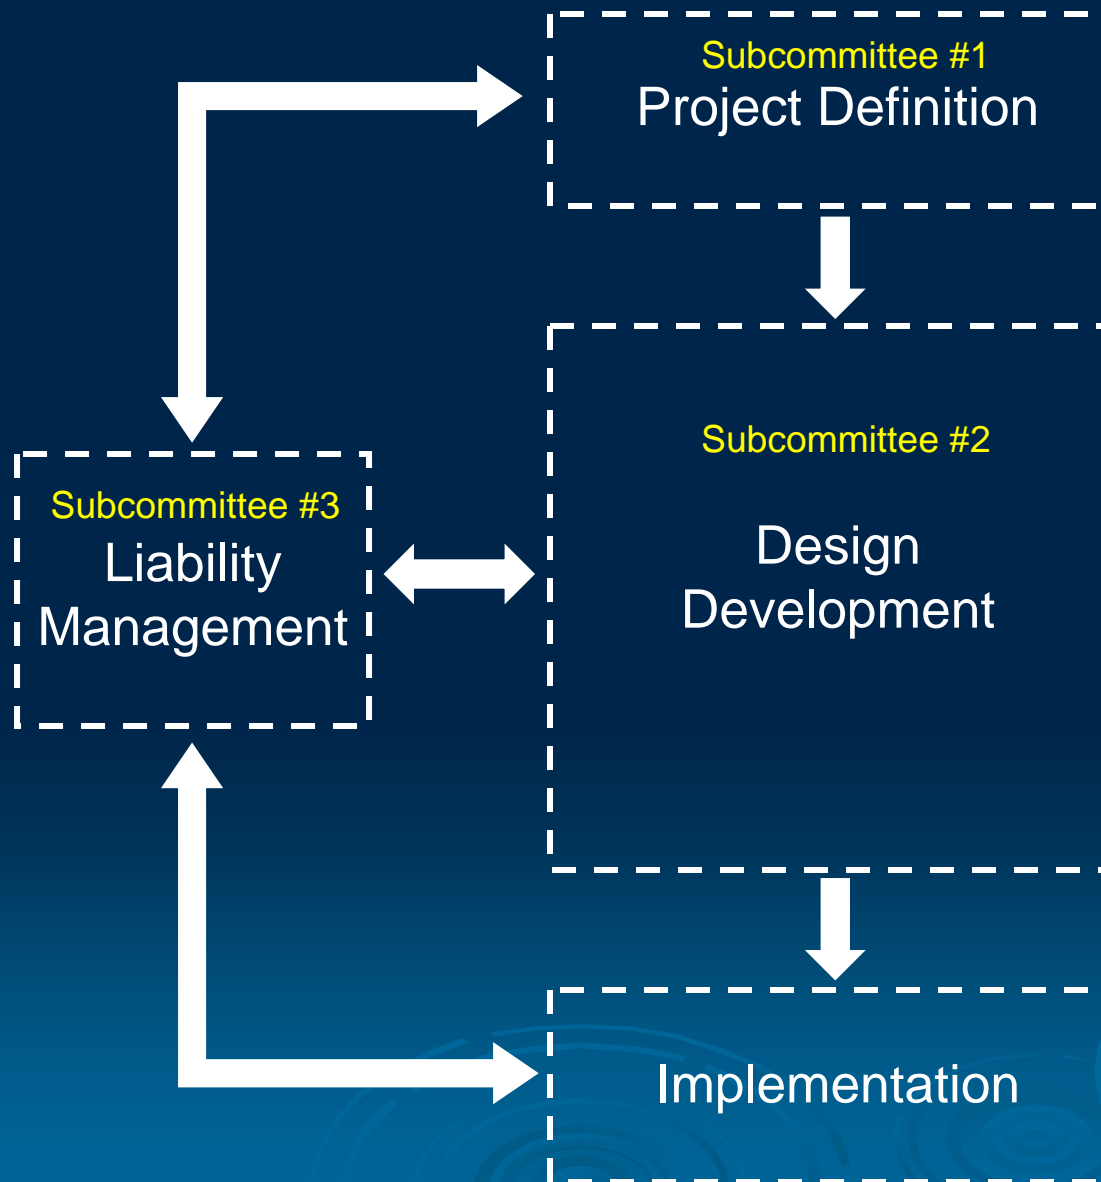 Subcommittee #1
Project Definition
Subcommittee #2
Design
Development
Subcommittee #3
Liability
Management
Implementation